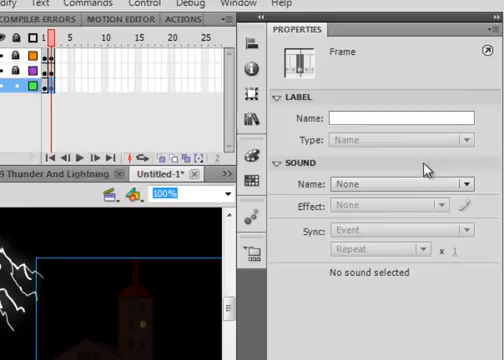 dify Text Commands Control Debug Window Help
COMPILER ERRORS MOTION EDITOR ACTIONS
1 5 10 15 20
2
9 Thunder And Lightning Untitled-1*
100%
PROPERTIES
Frame
LABEL
Name:
Type: Name
SOUND
Name: None
Effect: None
Sync: Event
Repeat x 1
No sound selected